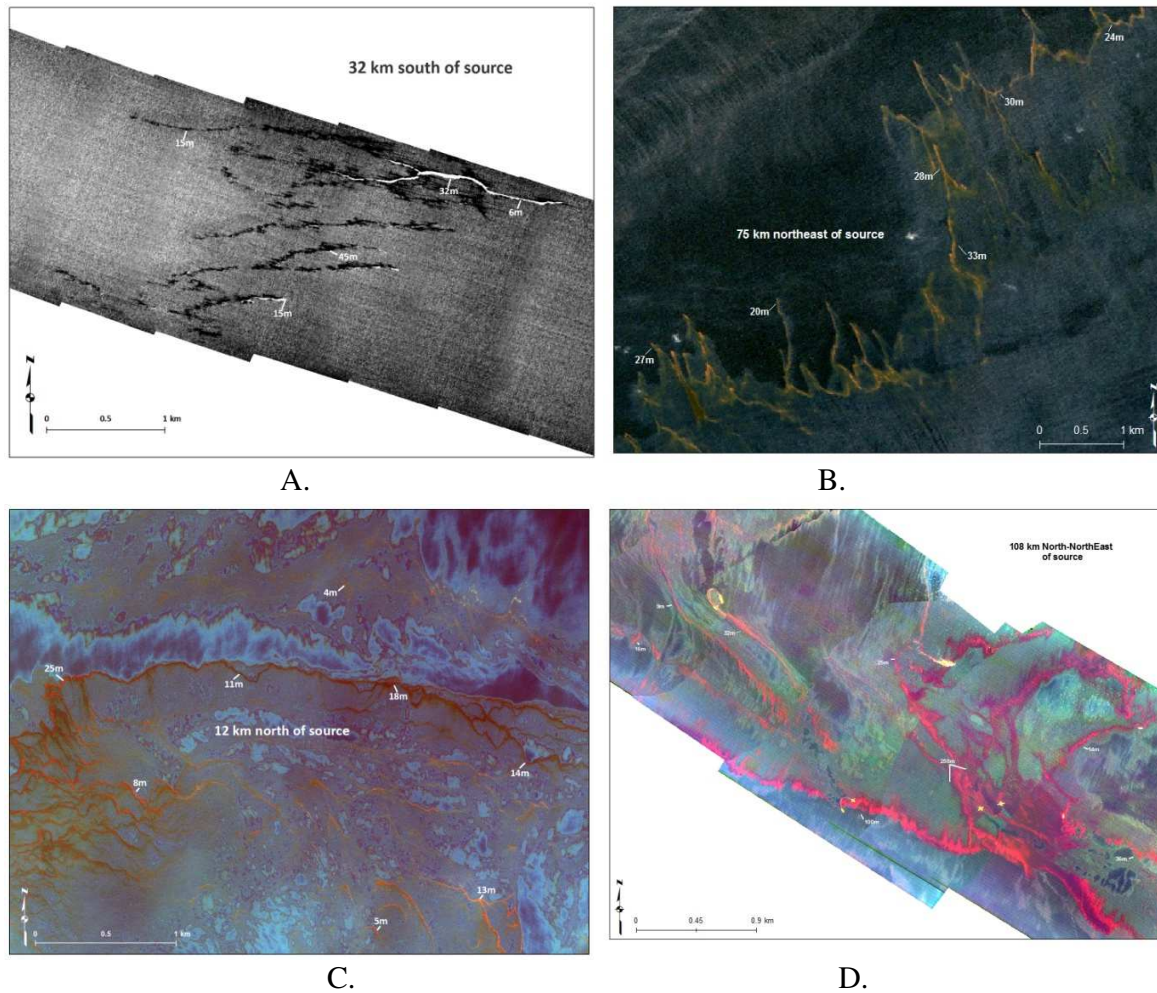 32 km south of source
15m
32m
6m
45m
15m
N
0 0.5 1 km
A.
24m
30m
28m
75 km northeast of source
33m
20m
27m
N
0 0.5 1 km
B.
4m
25m
11m
18m
12 km north of source
14m
8m
13m
5m
N
0 0.5 1 km
C.
108 km North-NorthEast
of source
32m
N
0 0.45 0.9 km
D.